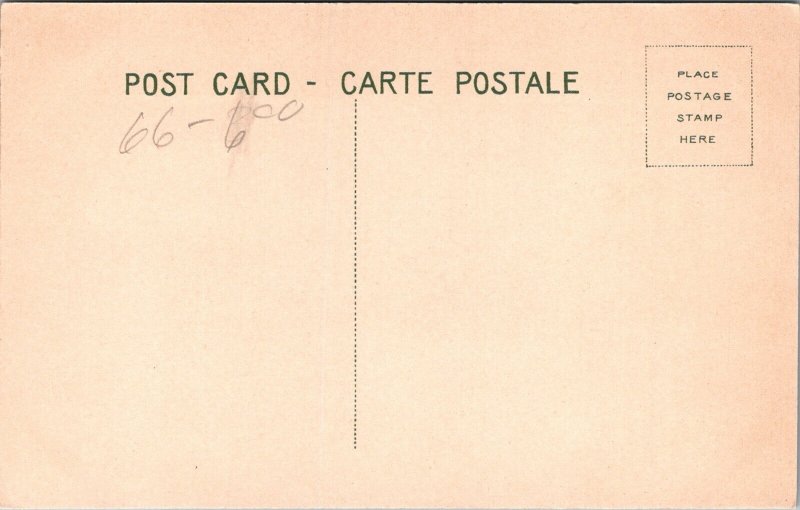 POST CARD - CARTE POSTALE
66-6⁰⁰
PLACE
POSTAGE
STAMP
HERE